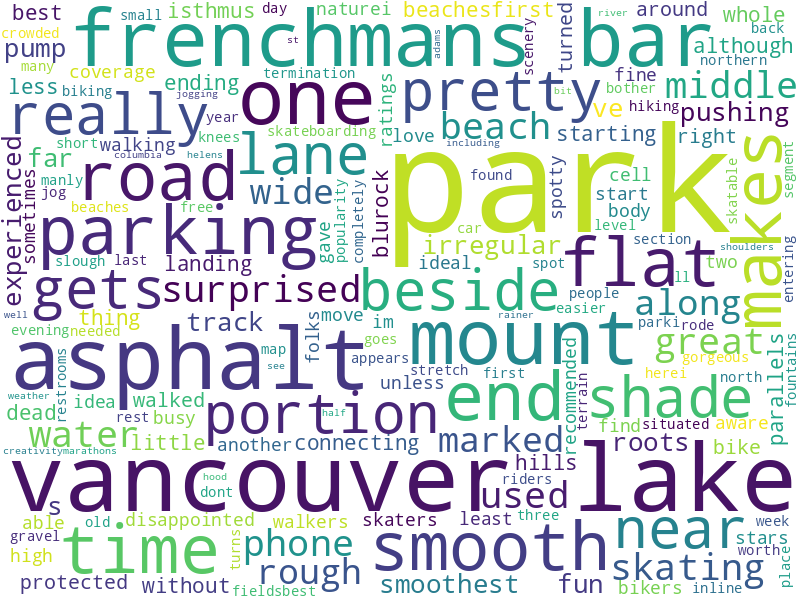 best
small
isthmus
day
naturei
beachesfirst
around
whole
river
crowded
frenchmans
bar
pump
st
adams
scenery
turned
although
back
northern
many
coverage
ending
termination
less
biking
jogging
one
pretty
middle
really
year
ratings
ve
fine
bother
hiking
bit
pushing
short
knees
skateboarding
love
beach
starting
right
walking
including
far
columbia
helens
lane
park
makes
experienced
sometimes
manly
road
wide
popularity
completely
found
spotty
cell
skatable
segment
jog
beaches
free
gave
blurock
car
start
body
level
parking
irregular
flat
section
shoulders
slough
last
landing
ideal
spot
two
ll
entering
gets
surprised
beside
people
along
well
thing
track
move
im
easier
parki
rode
evening
needed
folks
goes
rainer
mount
great
asphalt
map
see
appears
stretch
first
herei
gorgeous
north
parallels
fountains
weather
restrooms
rest
unless
end
terrain
shade
dead
idea
walked
portion
recommended
water
busy
half
find
situated
aware
little
another
connecting
marked
roots
bike
creativitymarathons
hills
vancouver
lake
hood
dont
riders
s
used
able
old
disappointed
walkers
skaters
least
three
near
week
gravel
time
turns
phone
smooth
stars
high
rough
skating
worth
place
protected
without
fieldsbest
smoothest
fun
bikers
inline